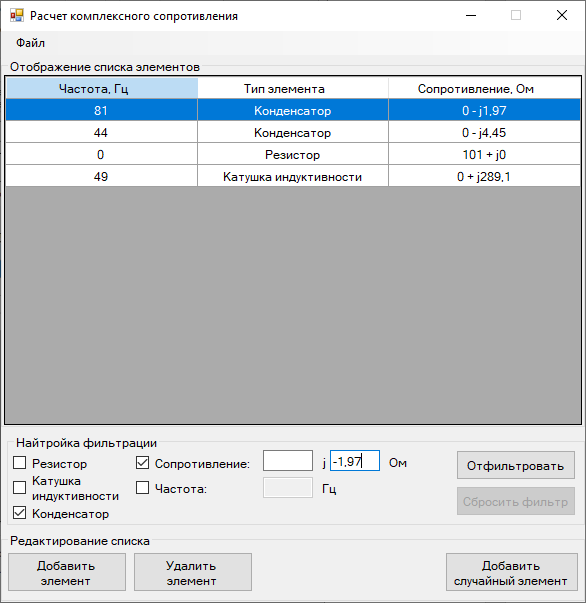 Расчет комплексного сопротивления
Файл
Отображение списка элементов
Частота, Гц Тип элемента Сопротивление, Ом
81 Конденсатор 0 - j1,97
44 Конденсатор 0 - j4,45
0 Резистор 101 + j0
49 Катушка индуктивности 0 + j289,1
Найтройка фильтрации
Резистор Сопротивление: j -1,97 Ом Отфильтровать
Катушка
индуктивности Частота: Гц Сбросить фильтр
Конденсатор
Редактирование списка
Добавить
элемент
Удалить
элемент
Добавить
случайный элемент